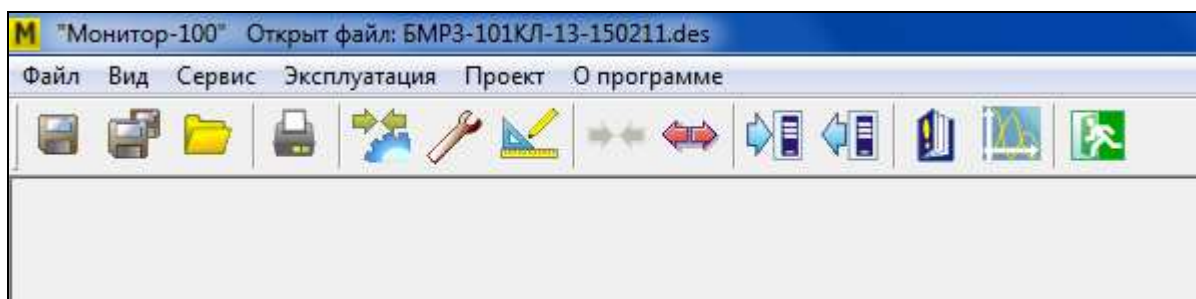 M "Монитор-100" Открыт файл: БМРЗ-101КЛ-13-150211.des
Файл Вид Сервис Эксплуатация Проект О программе